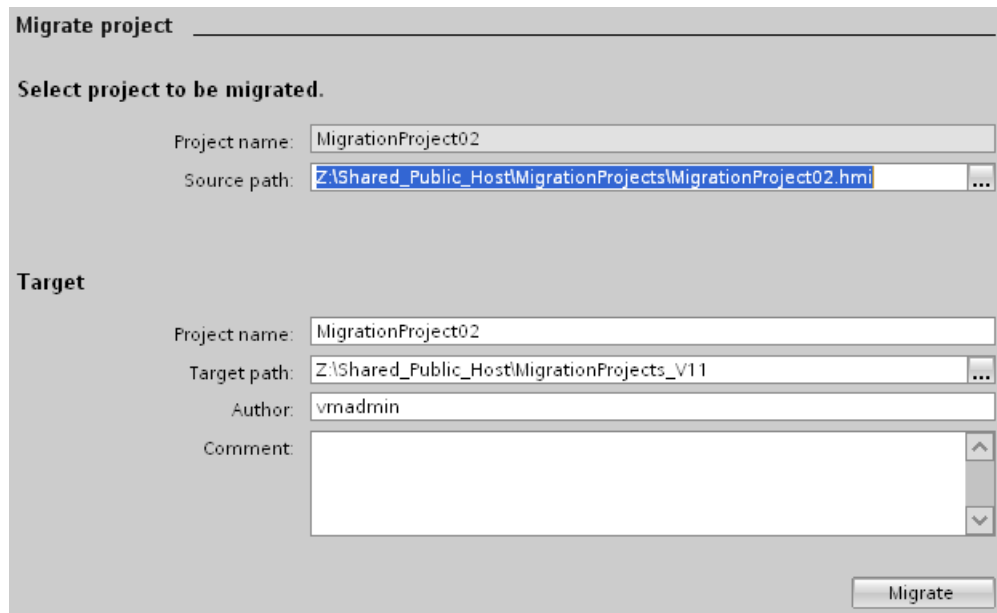 Migrate project
Select project to be migrated.
Project name: MigrationProject02
Source path: Z:\Shared_Public_Host\MigrationProjects\MigrationProject02.hmi ...
Target
Project name: MigrationProject02
Target path: Z:\Shared_Public_Host\MigrationProjects_V11 ...
Author: vmadmin
Comment:
Migrate